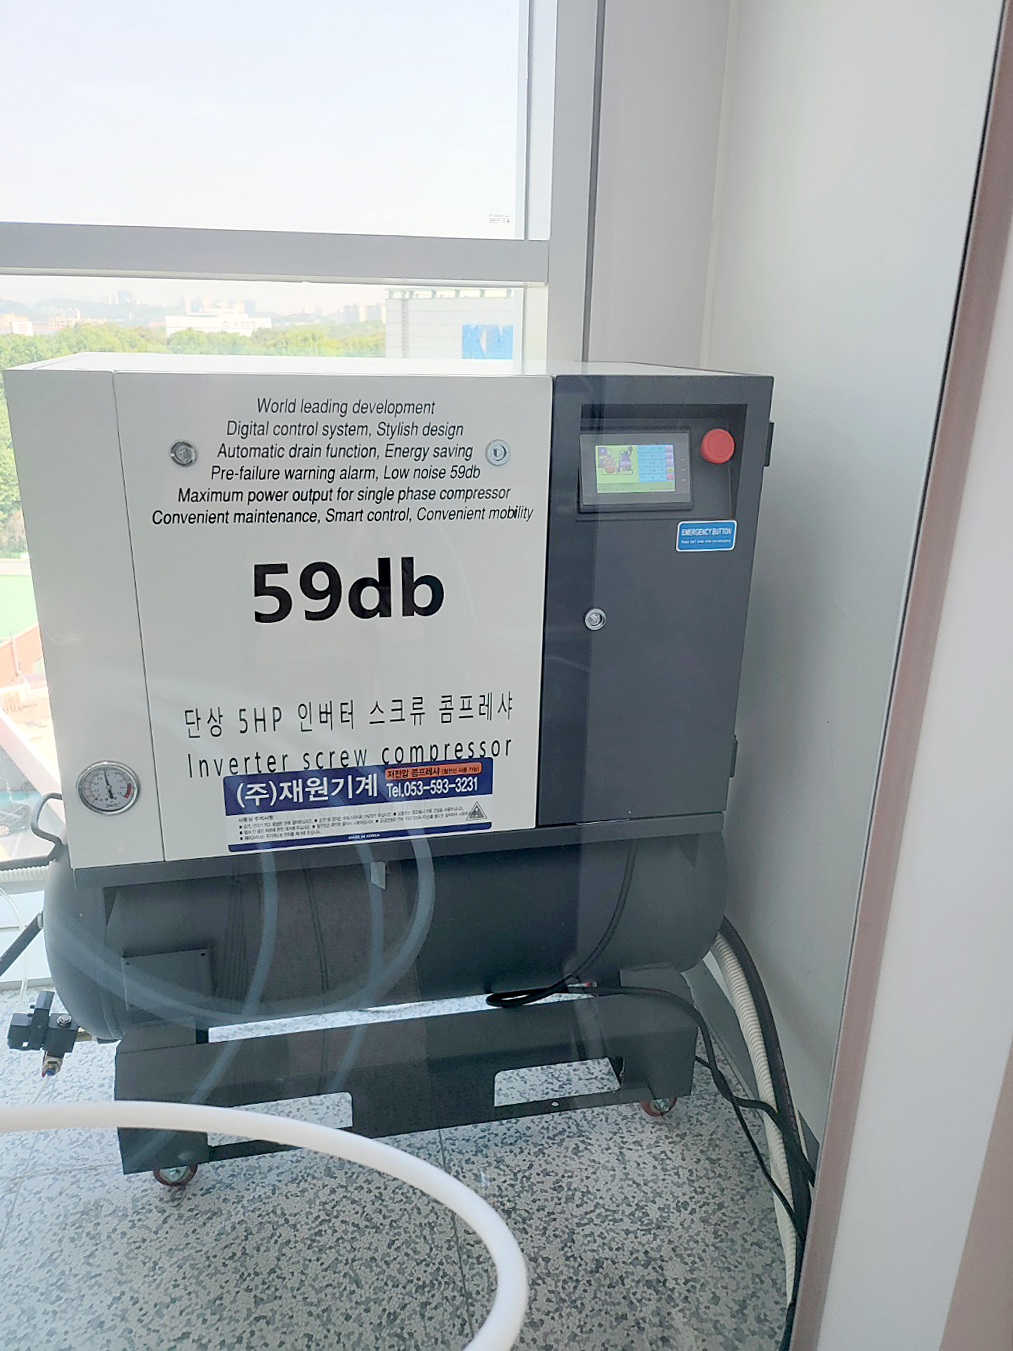 World leading development
Digital control system, Stylish design
Automatic drain function, Energy saving
Pre-failure warning alarm, Low noise 59db
Maximum power output for single phase compressor
Convenient maintenance, Smart control, Convenient mobility
EMERGENCY BUTTON
59db
단상 5HP 인버터 스크류 콤프레샤
Inverter screw compressor
(주)재원기계
저전압 콤프레샤
Tel.053-593-3231
MADE IN KOREA